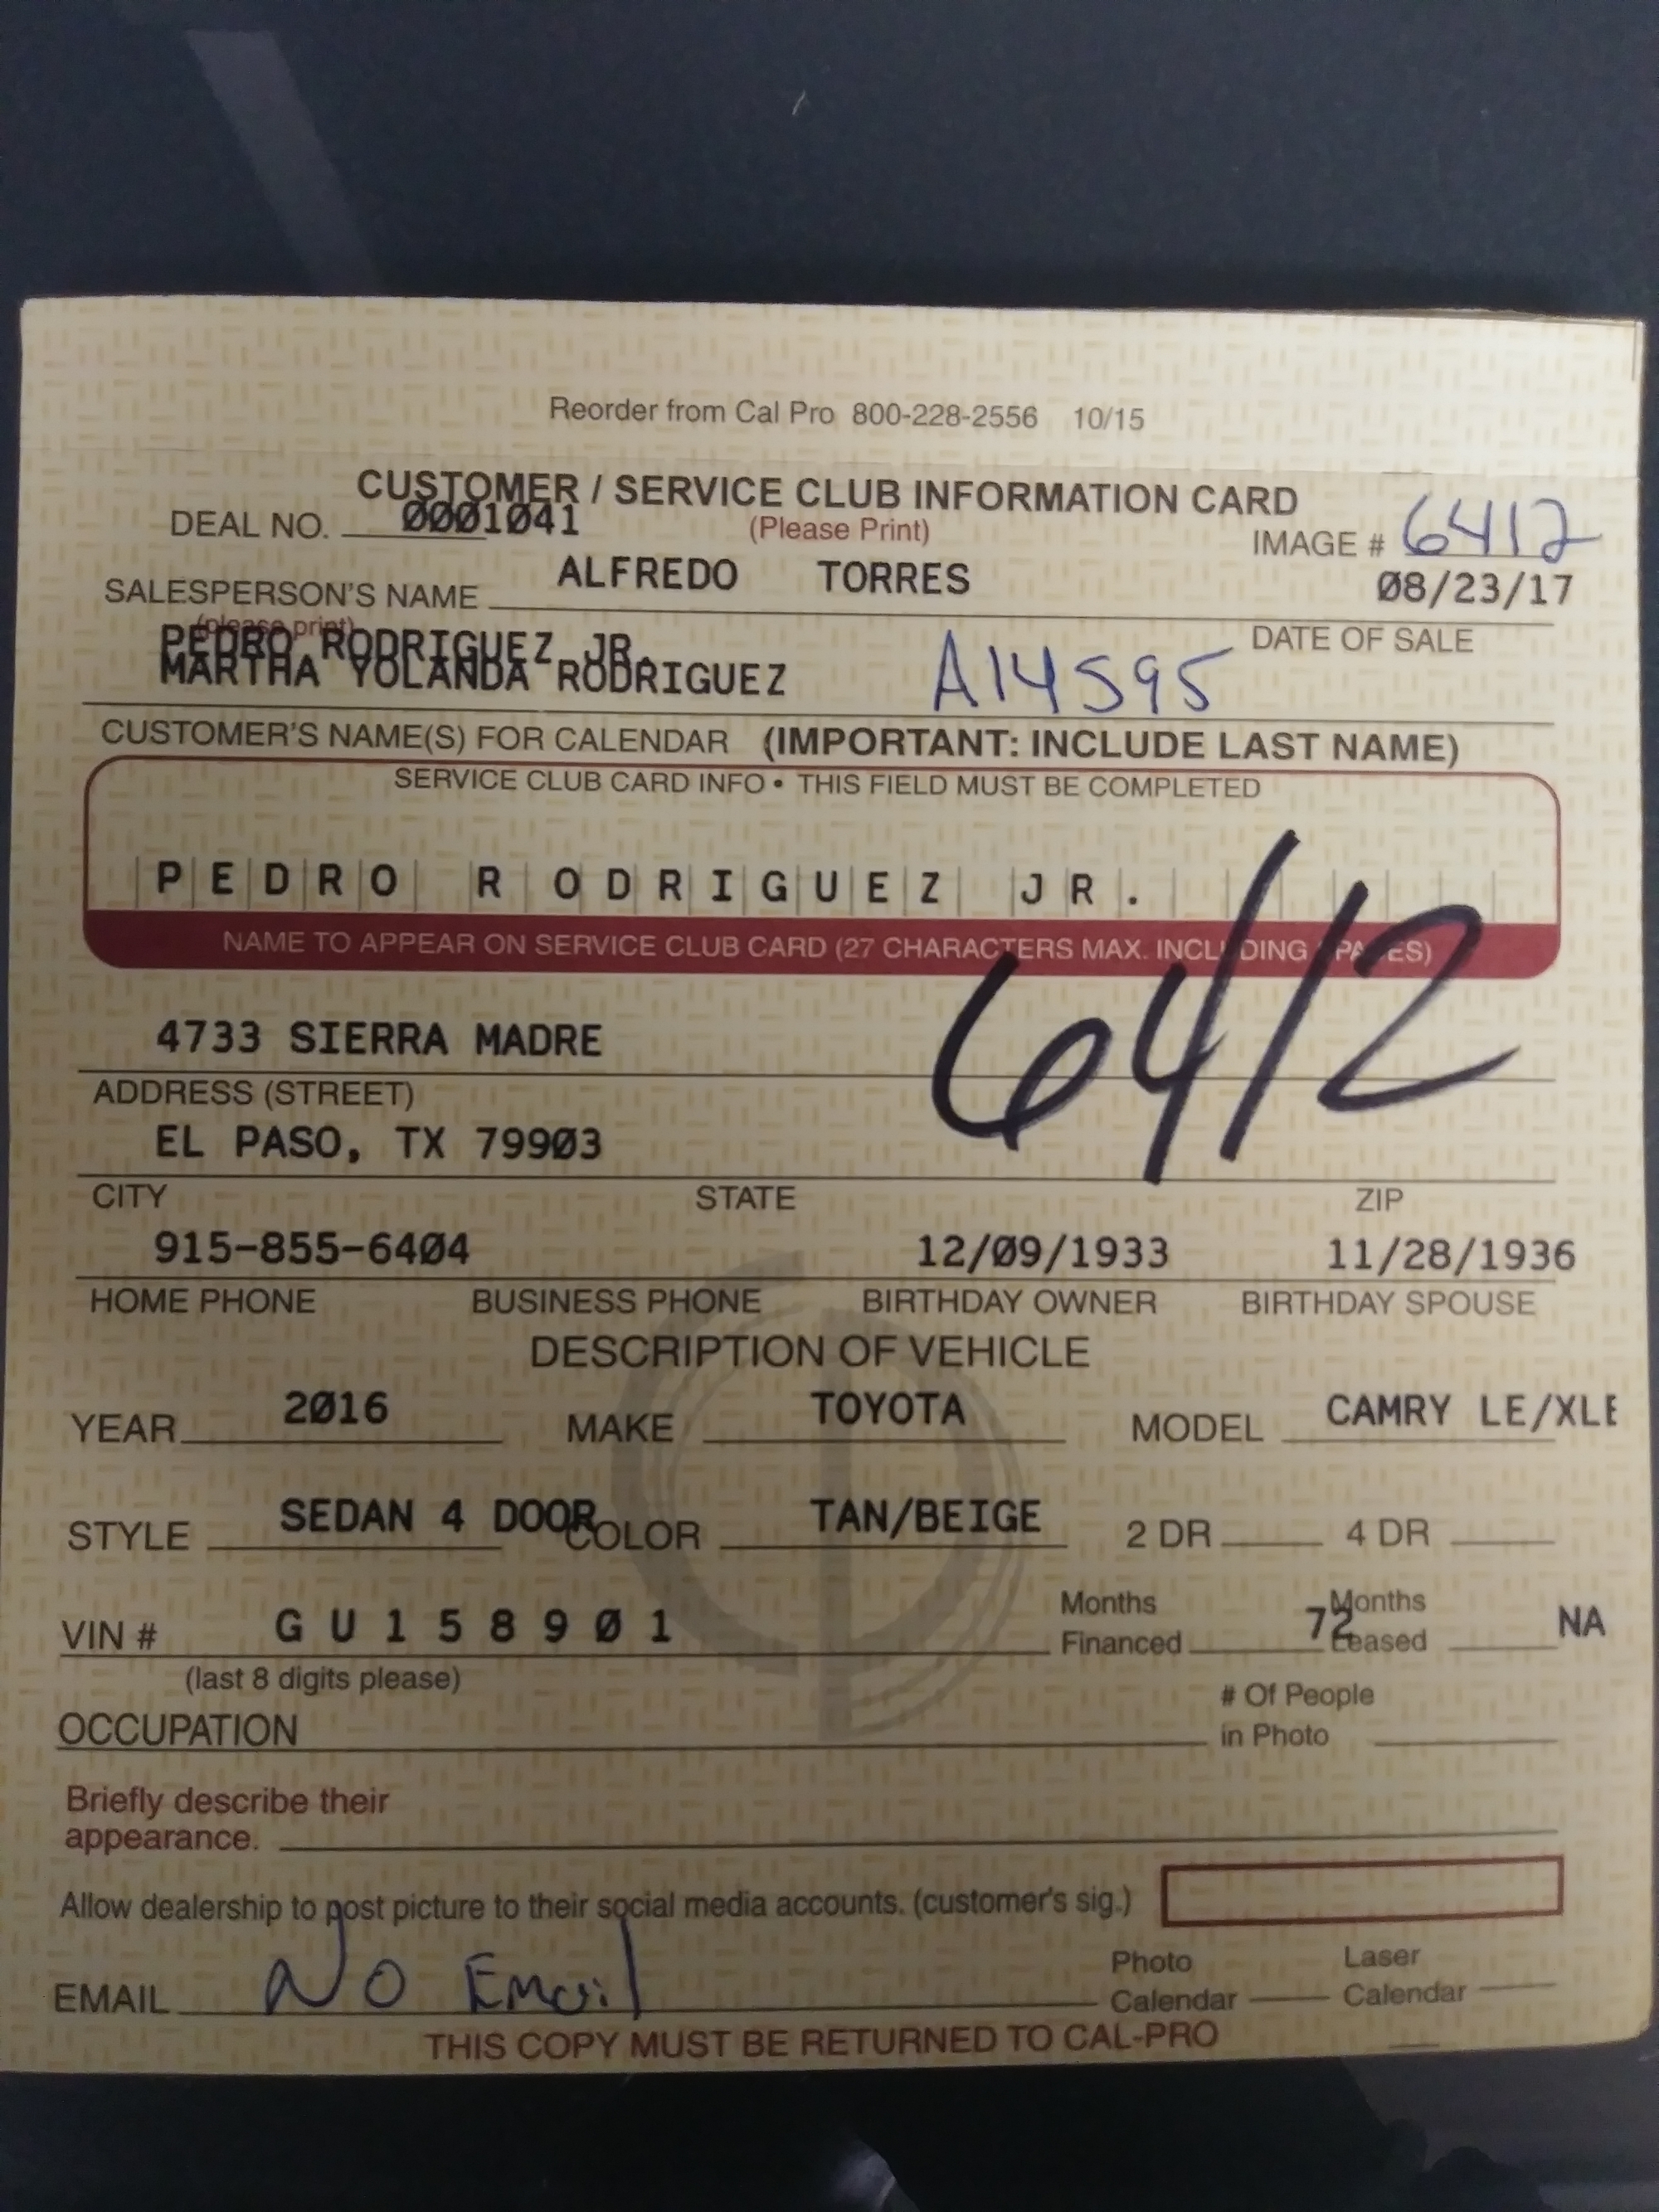 Reorder from Cal Pro 800-228-2556 10/15
CUSTOMER / SERVICE CLUB INFORMATION CARD
DEAL NO. 0001041 (Please Print) IMAGE # 6412
SALESPERSON'S NAME ALFREDO TORRES 08/23/17
(please print) DATE OF SALE
PEDRO RODRIGUEZ JR.
MARTHA YOLANDA RODRIGUEZ A14595
CUSTOMER'S NAME(S) FOR CALENDAR (IMPORTANT: INCLUDE LAST NAME)
SERVICE CLUB CARD INFO • THIS FIELD MUST BE COMPLETED
PEDRO RODRIGUEZ JR.
NAME TO APPEAR ON SERVICE CLUB CARD (27 CHARACTERS MAX. INCLUDING SPACES)
6412
4733 SIERRA MADRE
ADDRESS (STREET)
EL PASO, TX 79903
CITY STATE ZIP
915-855-6404 12/09/1933 11/28/1936
HOME PHONE BUSINESS PHONE BIRTHDAY OWNER BIRTHDAY SPOUSE
DESCRIPTION OF VEHICLE
YEAR 2016 MAKE TOYOTA MODEL CAMRY LE/XLE
STYLE SEDAN 4 DOOR COLOR TAN/BEIGE 2 DR 4 DR
VIN # G U 1 5 8 9 0 1 Months Financed 72 Months Leased NA
(last 8 digits please)
OCCUPATION # Of People in Photo
Briefly describe their
appearance.
Allow dealership to post picture to their social media accounts. (customer's sig.)
EMAIL No Email Photo Calendar Laser Calendar
THIS COPY MUST BE RETURNED TO CAL-PRO